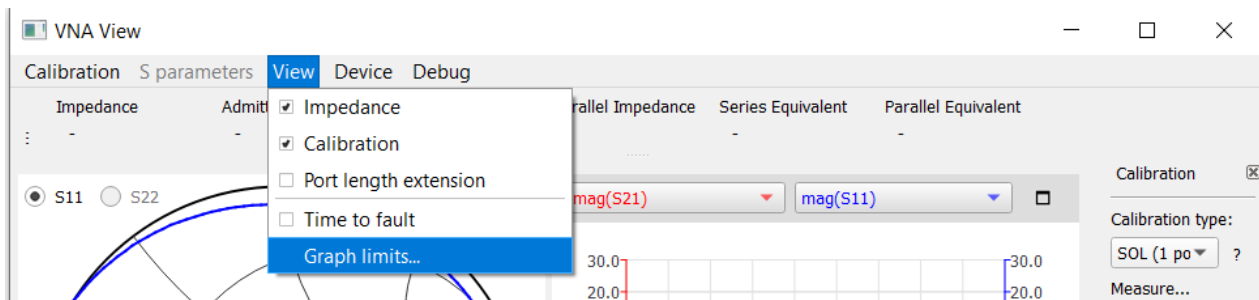 VNA View
Calibration S parameters View Device Debug
Impedance Admitt rallel Impedance Series Equivalent Parallel Equivalent
- - - -
Impedance
Calibration
Port length extension
Time to fault
Graph limits...
S11 S22
mag(S21) mag(S11)
30.0 30.0
20.0 20.0
Calibration
Calibration type:
SOL (1 po ?
Measure...